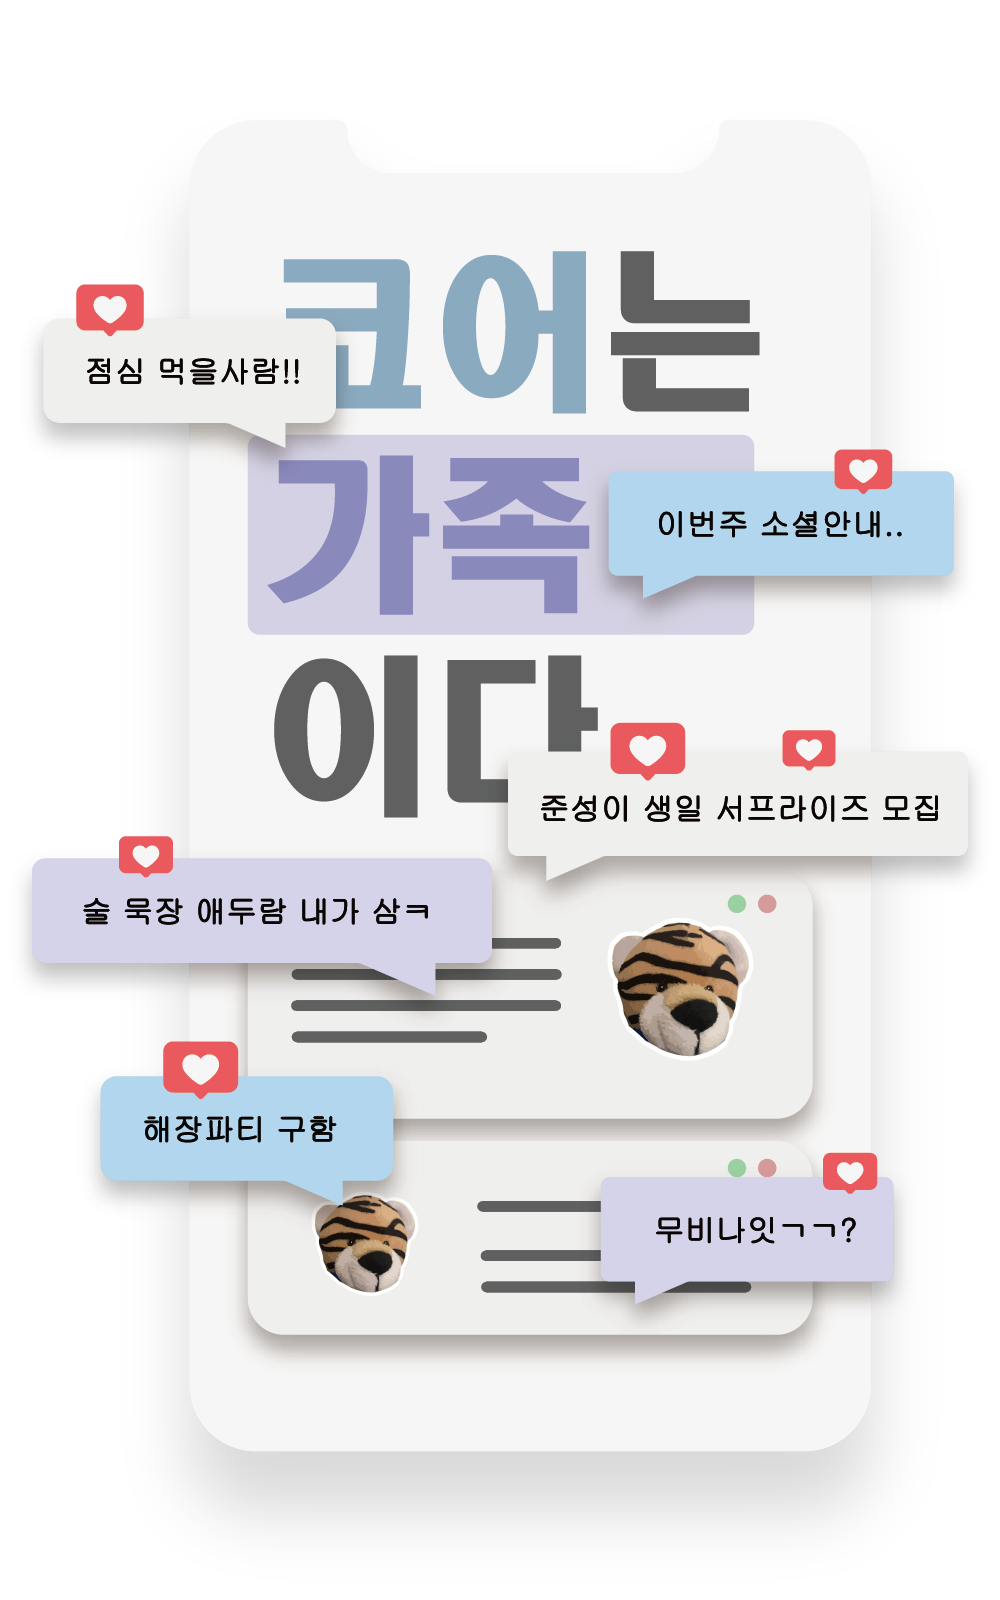 코어는
점심 먹을사람!!
가족
이번주 소셜안내..
이다
준성이 생일 서프라이즈 모집
술 묵장 애두람 내가 삼ㅋ
해장파티 구함
무비나잇ㄱㄱ?